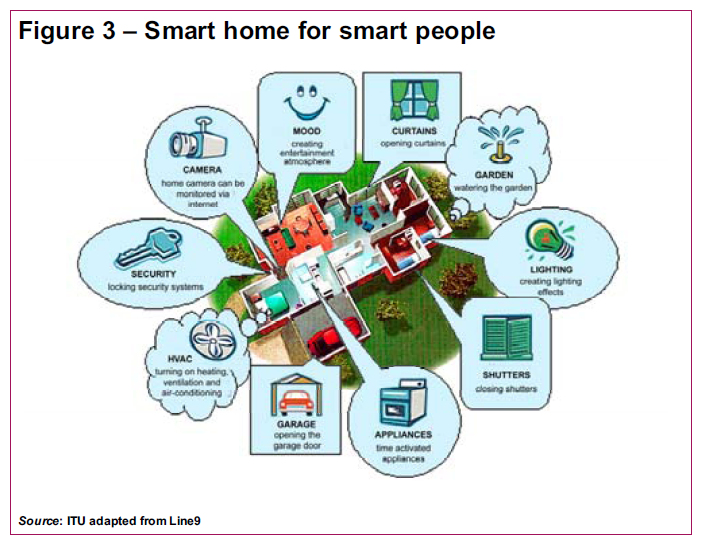 Figure 3 – Smart home for smart people
MOOD
creating
entertainment
atmosphere
CURTAINS
opening curtains
CAMERA
home camera can be
monitored via
internet
GARDEN
watering the garden
SECURITY
locking security systems
LIGHTING
creating lighting
effects
HVAC
turning on heating,
ventilation and
air-conditioning
SHUTTERS
closing shutters
GARAGE
opening the
garage door
APPLIANCES
time activated
appliances
Source: ITU adapted from Line9